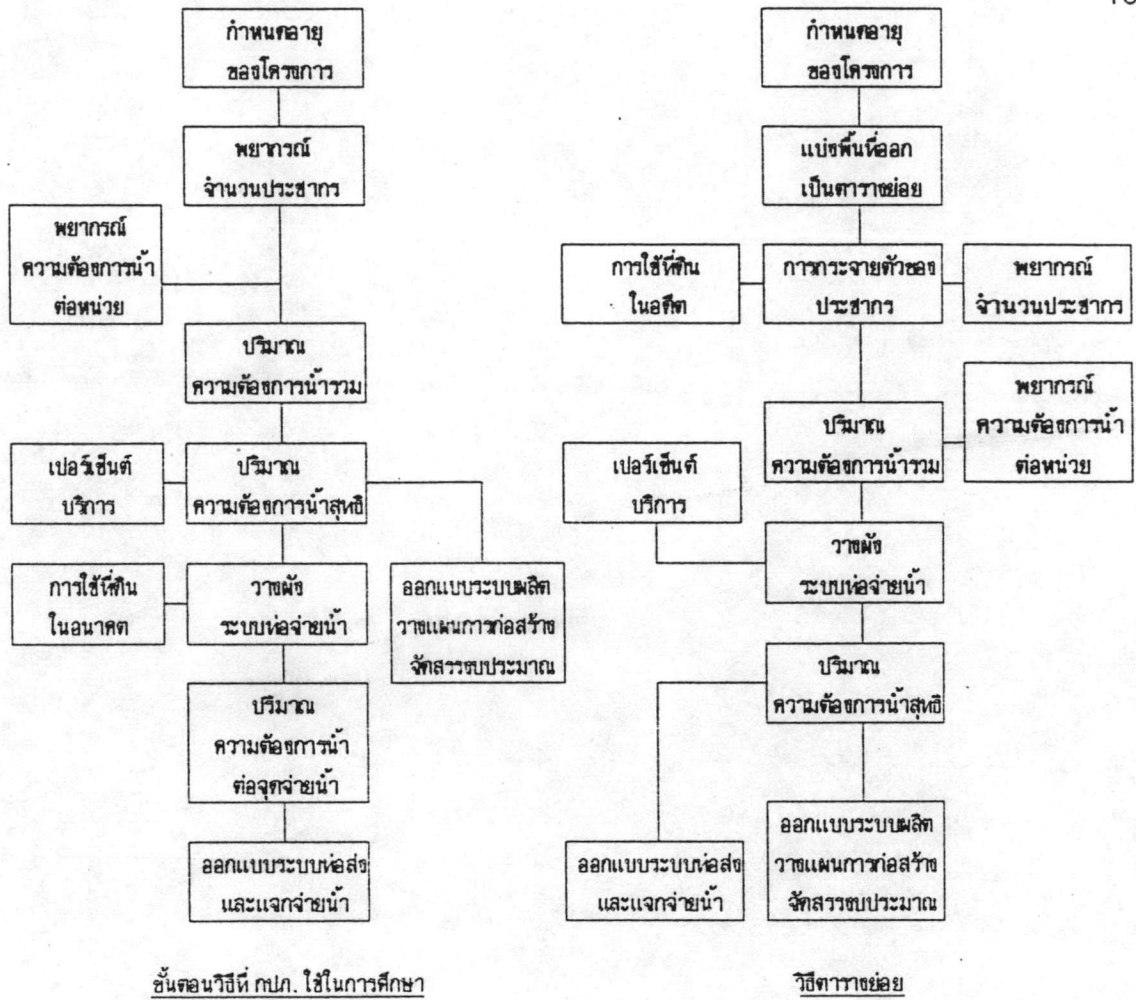 กำหนดอายุ
ของโครงการ
พยากรณ์
จำนวนประชากร
พยากรณ์
ความต้องการน้ำ
ต่อหน่วย
ปริมาณ
ความต้องการน้ำรวม
เปอร์เซ็นต์
บริการ
ปริมาณ
ความต้องการน้ำสุทธิ
การใช้ที่ดิน
ในอนาคต
วางผัง
ระบบท่อจ่ายน้ำ
ออกแบบระบบผลิต
วางแผนการก่อสร้าง
จัดสรรงบประมาณ
ปริมาณ
ความต้องการน้ำ
ต่อจุดจ่ายน้ำ
ออกแบบระบบท่อส่ง
และแจกจ่ายน้ำ
ขั้นตอนวิธีที่ กปภ. ใช้ในการศึกษา
กำหนดอายุ
ของโครงการ
แบ่งพื้นที่ออก
เป็นตารางย่อย
การใช้ที่ดิน
ในอดีต
การกระจายตัวของ
ประชากร
พยากรณ์
จำนวนประชากร
ปริมาณ
ความต้องการน้ำรวม
พยากรณ์
ความต้องการน้ำ
ต่อหน่วย
เปอร์เซ็นต์
บริการ
วางผัง
ระบบท่อจ่ายน้ำ
ปริมาณ
ความต้องการน้ำสุทธิ
ออกแบบระบบท่อส่ง
และแจกจ่ายน้ำ
ออกแบบระบบผลิต
วางแผนการก่อสร้าง
จัดสรรงบประมาณ
วิธีตารางย่อย